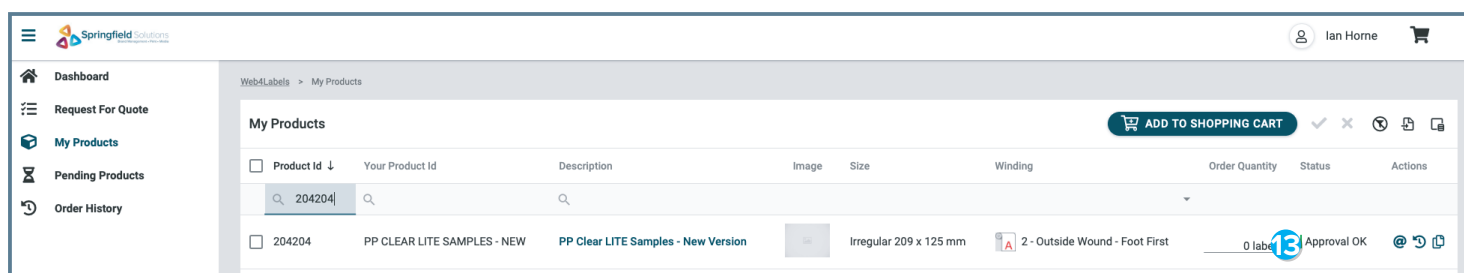 Springfield Solutions
Ian Horne
Dashboard
Request For Quote
My Products
Pending Products
Order History
Web4Labels > My Products
My Products
ADD TO SHOPPING CART
Product Id ↓ Your Product Id Description Image Size Winding Order Quantity Status Actions
204204
204204 PP CLEAR LITE SAMPLES - NEW PP Clear LITE Samples - New Version Irregular 209 x 125 mm A 2 - Outside Wound - Foot First 0 labe 13 Approval OK @